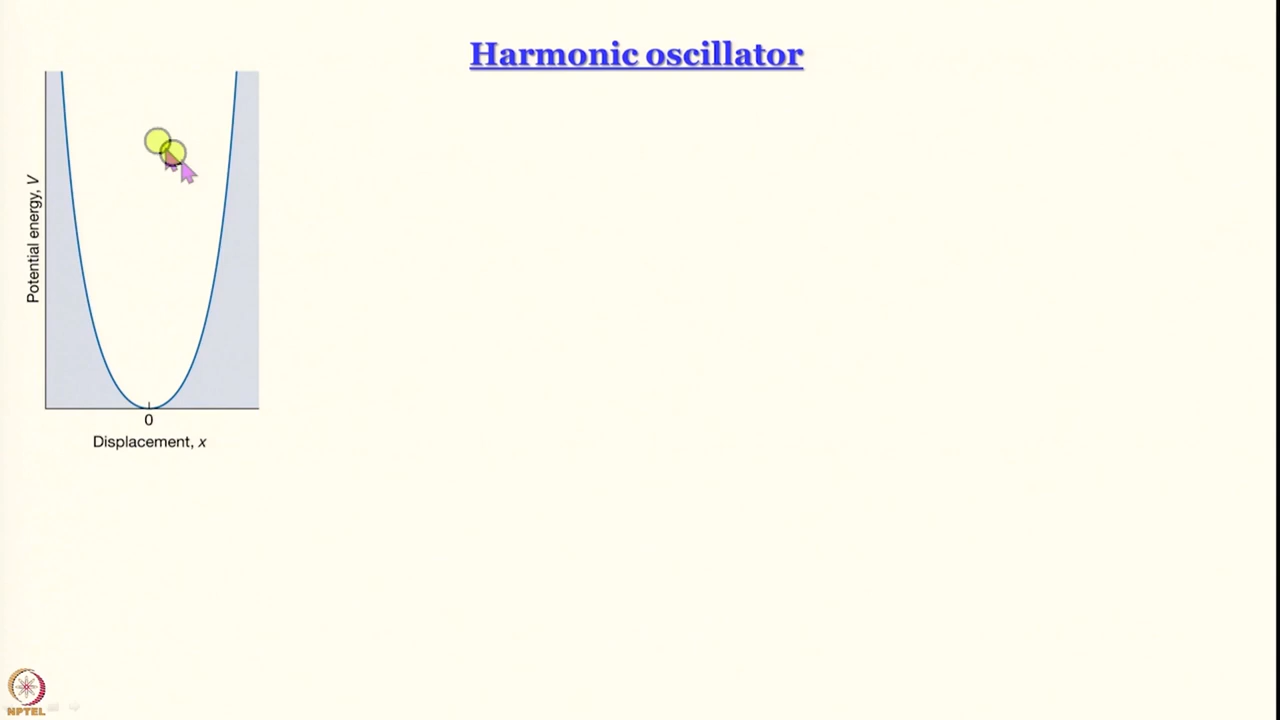 Harmonic oscillator
Potential energy, V
0
Displacement, x
NPTEL